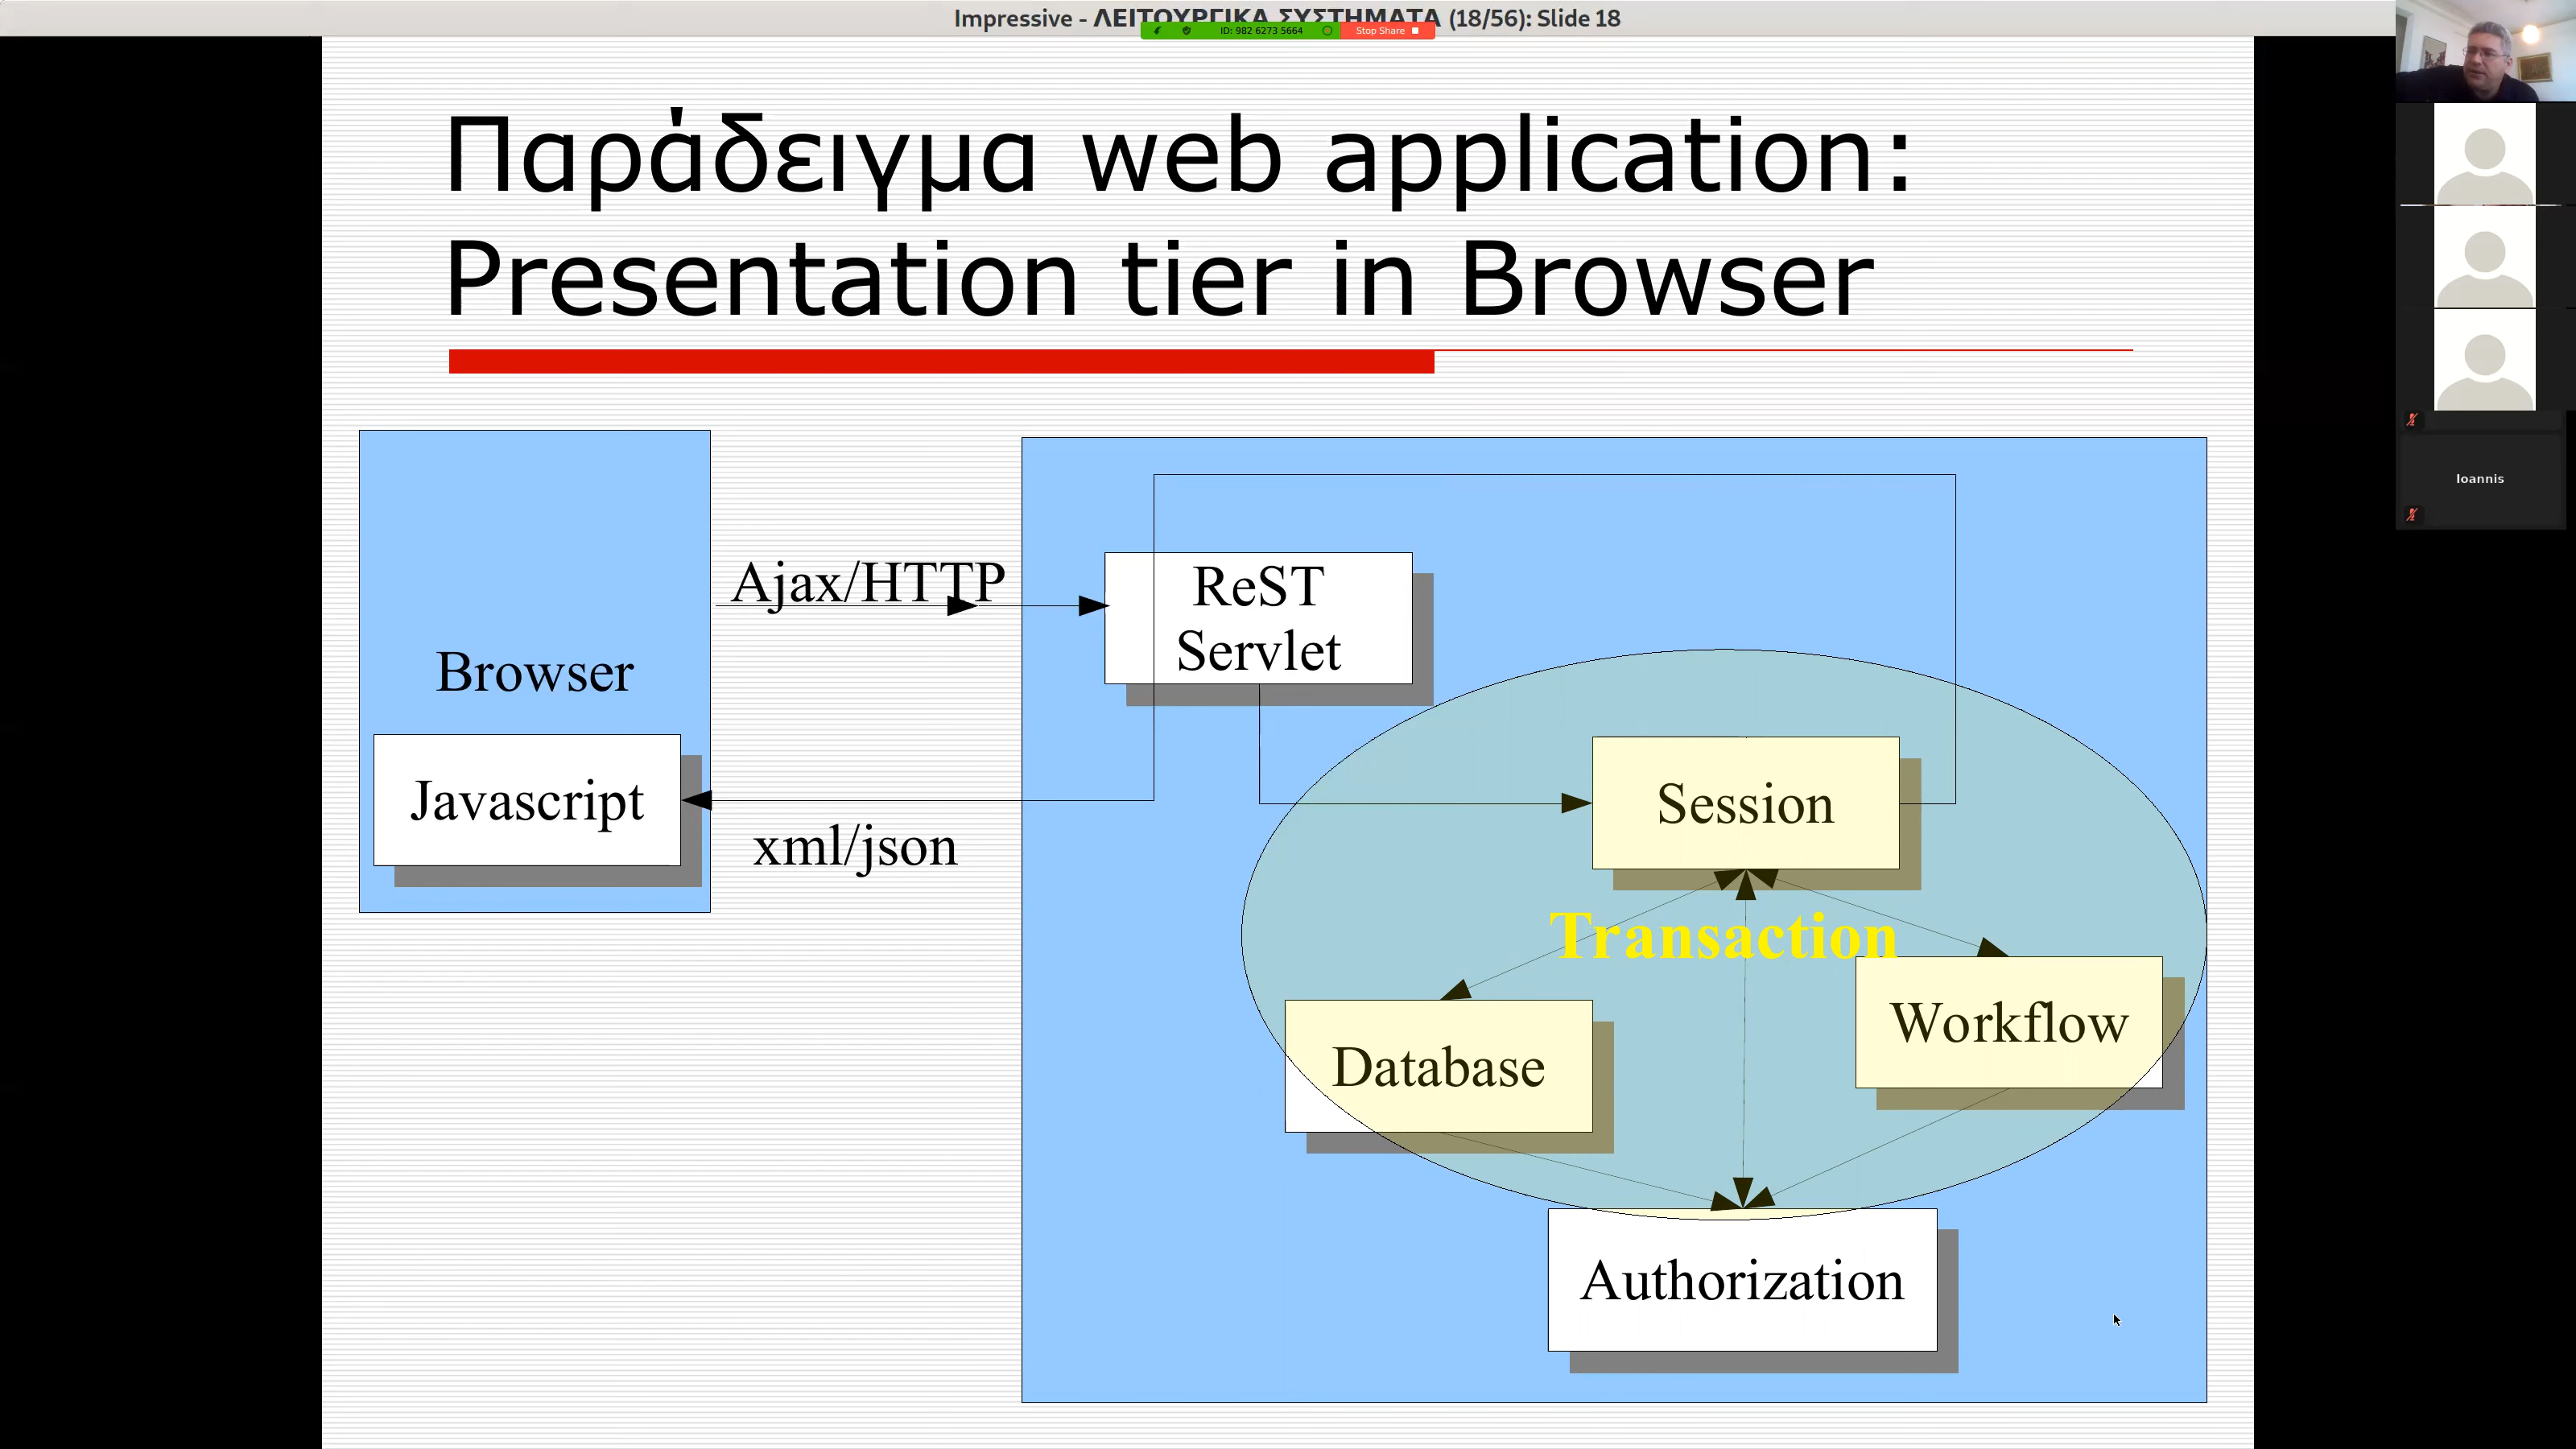 Impressive - ΛΕΙΤΟΥΡΓΙΚΑ ΣΥΣΤΗΜΑΤΑ (18/56): Slide 18
ID: 982 6273 5664
Stop Share
Παράδειγμα web application:
Presentation tier in Browser
Ajax/HTTP
ReST
Servlet
Browser
Javascript
xml/json
Session
Transaction
Workflow
Database
Authorization
Ioannis